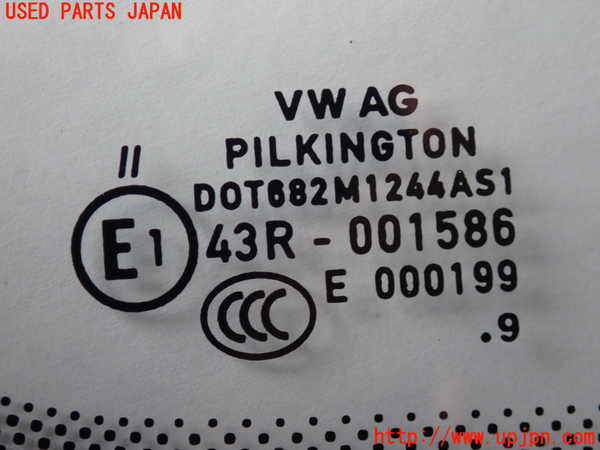 USED PARTS JAPAN
VW AG
PILKINGTON
II
DOT682M1244AS1
E1 43R - 001586
CCC E 000199
.9
http://www.upjpn.com/